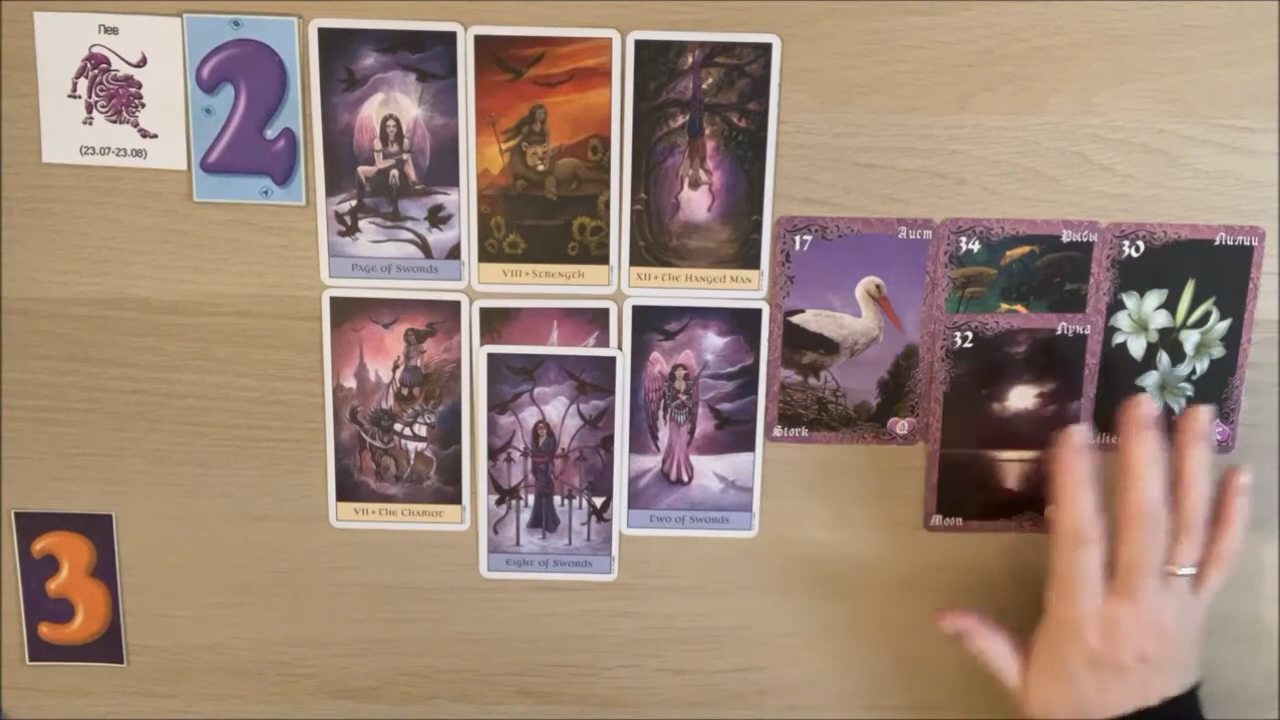 Лев
(23.07-23.08)
2
Page of Swords
VIII Strength
XII The Hanged Man
VII The Chariot
Eight of Swords
Two of Swords
17
Аист
Stork
34
Рыбы
32
Луна
Moon
30
Лилии
3